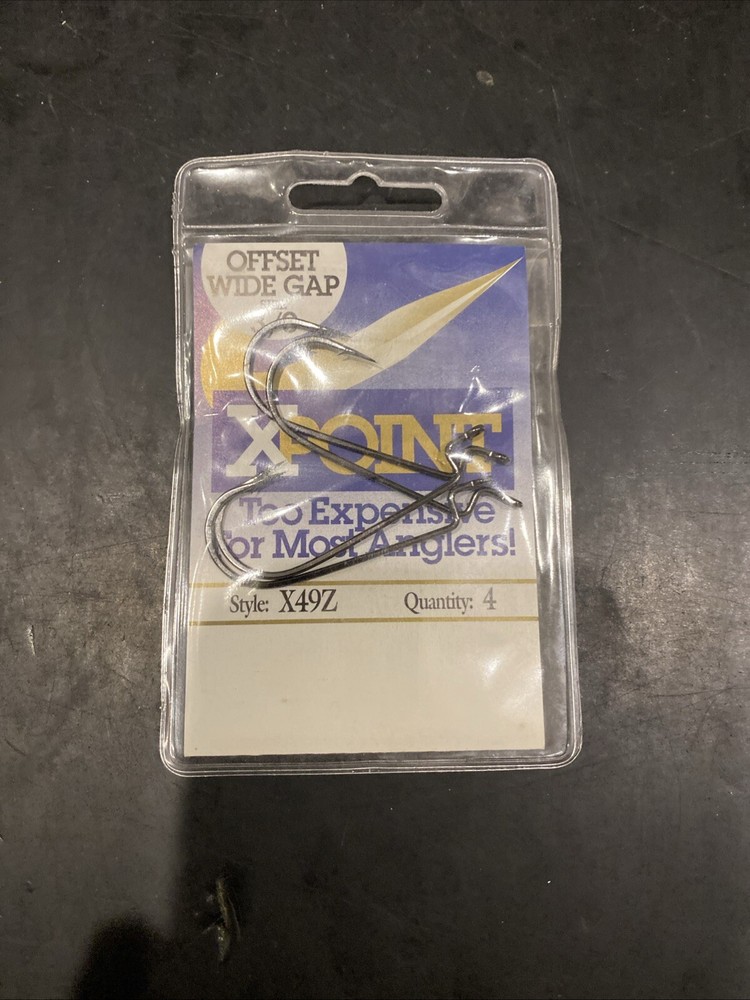 OFFSET
WIDE GAP
XPOINT
Too Expensive
for Most Anglers!
Style: X49Z Quantity: 4